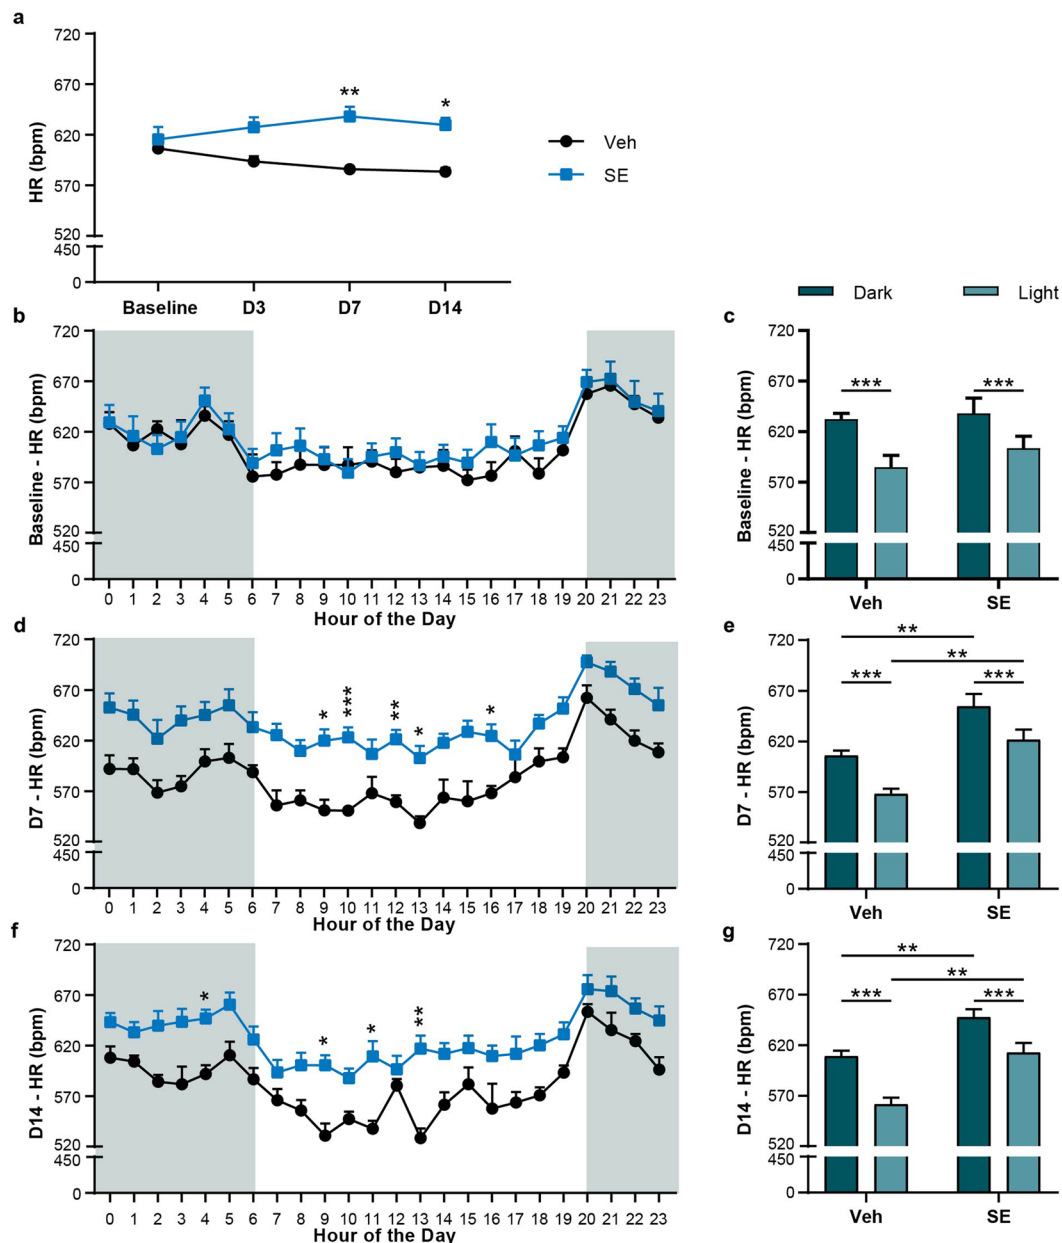 a
720
670
620
570
520
450
0
HR (bpm)
**
*
Veh
SE
Baseline D3 D7 D14
Dark Light
b
720
670
620
570
520
450
0
Baseline - HR (bpm)
0 1 2 3 4 5 6 7 8 9 10 11 12 13 14 15 16 17 18 19 20 21 22 23
Hour of the Day
c
720
670
620
570
520
450
0
Baseline - HR (bpm)
*** ***
Veh SE
d
720
670
620
570
520
450
0
D7 - HR (bpm)
* *** ** * *
0 1 2 3 4 5 6 7 8 9 10 11 12 13 14 15 16 17 18 19 20 21 22 23
Hour of the Day
e
720
670
620
570
520
450
0
D7 - HR (bpm)
**
**
*** ***
Veh SE
f
720
670
620
570
520
450
0
D14 - HR (bpm)
* * * **
0 1 2 3 4 5 6 7 8 9 10 11 12 13 14 15 16 17 18 19 20 21 22 23
Hour of the Day
g
720
670
620
570
520
450
0
D14 - HR (bpm)
**
**
*** ***
Veh SE